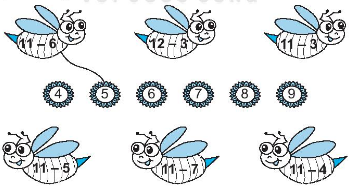 11 – 6 12 – 3 11 – 3
4 5 6 7 8 9
11 – 5 11 – 7 11 – 4